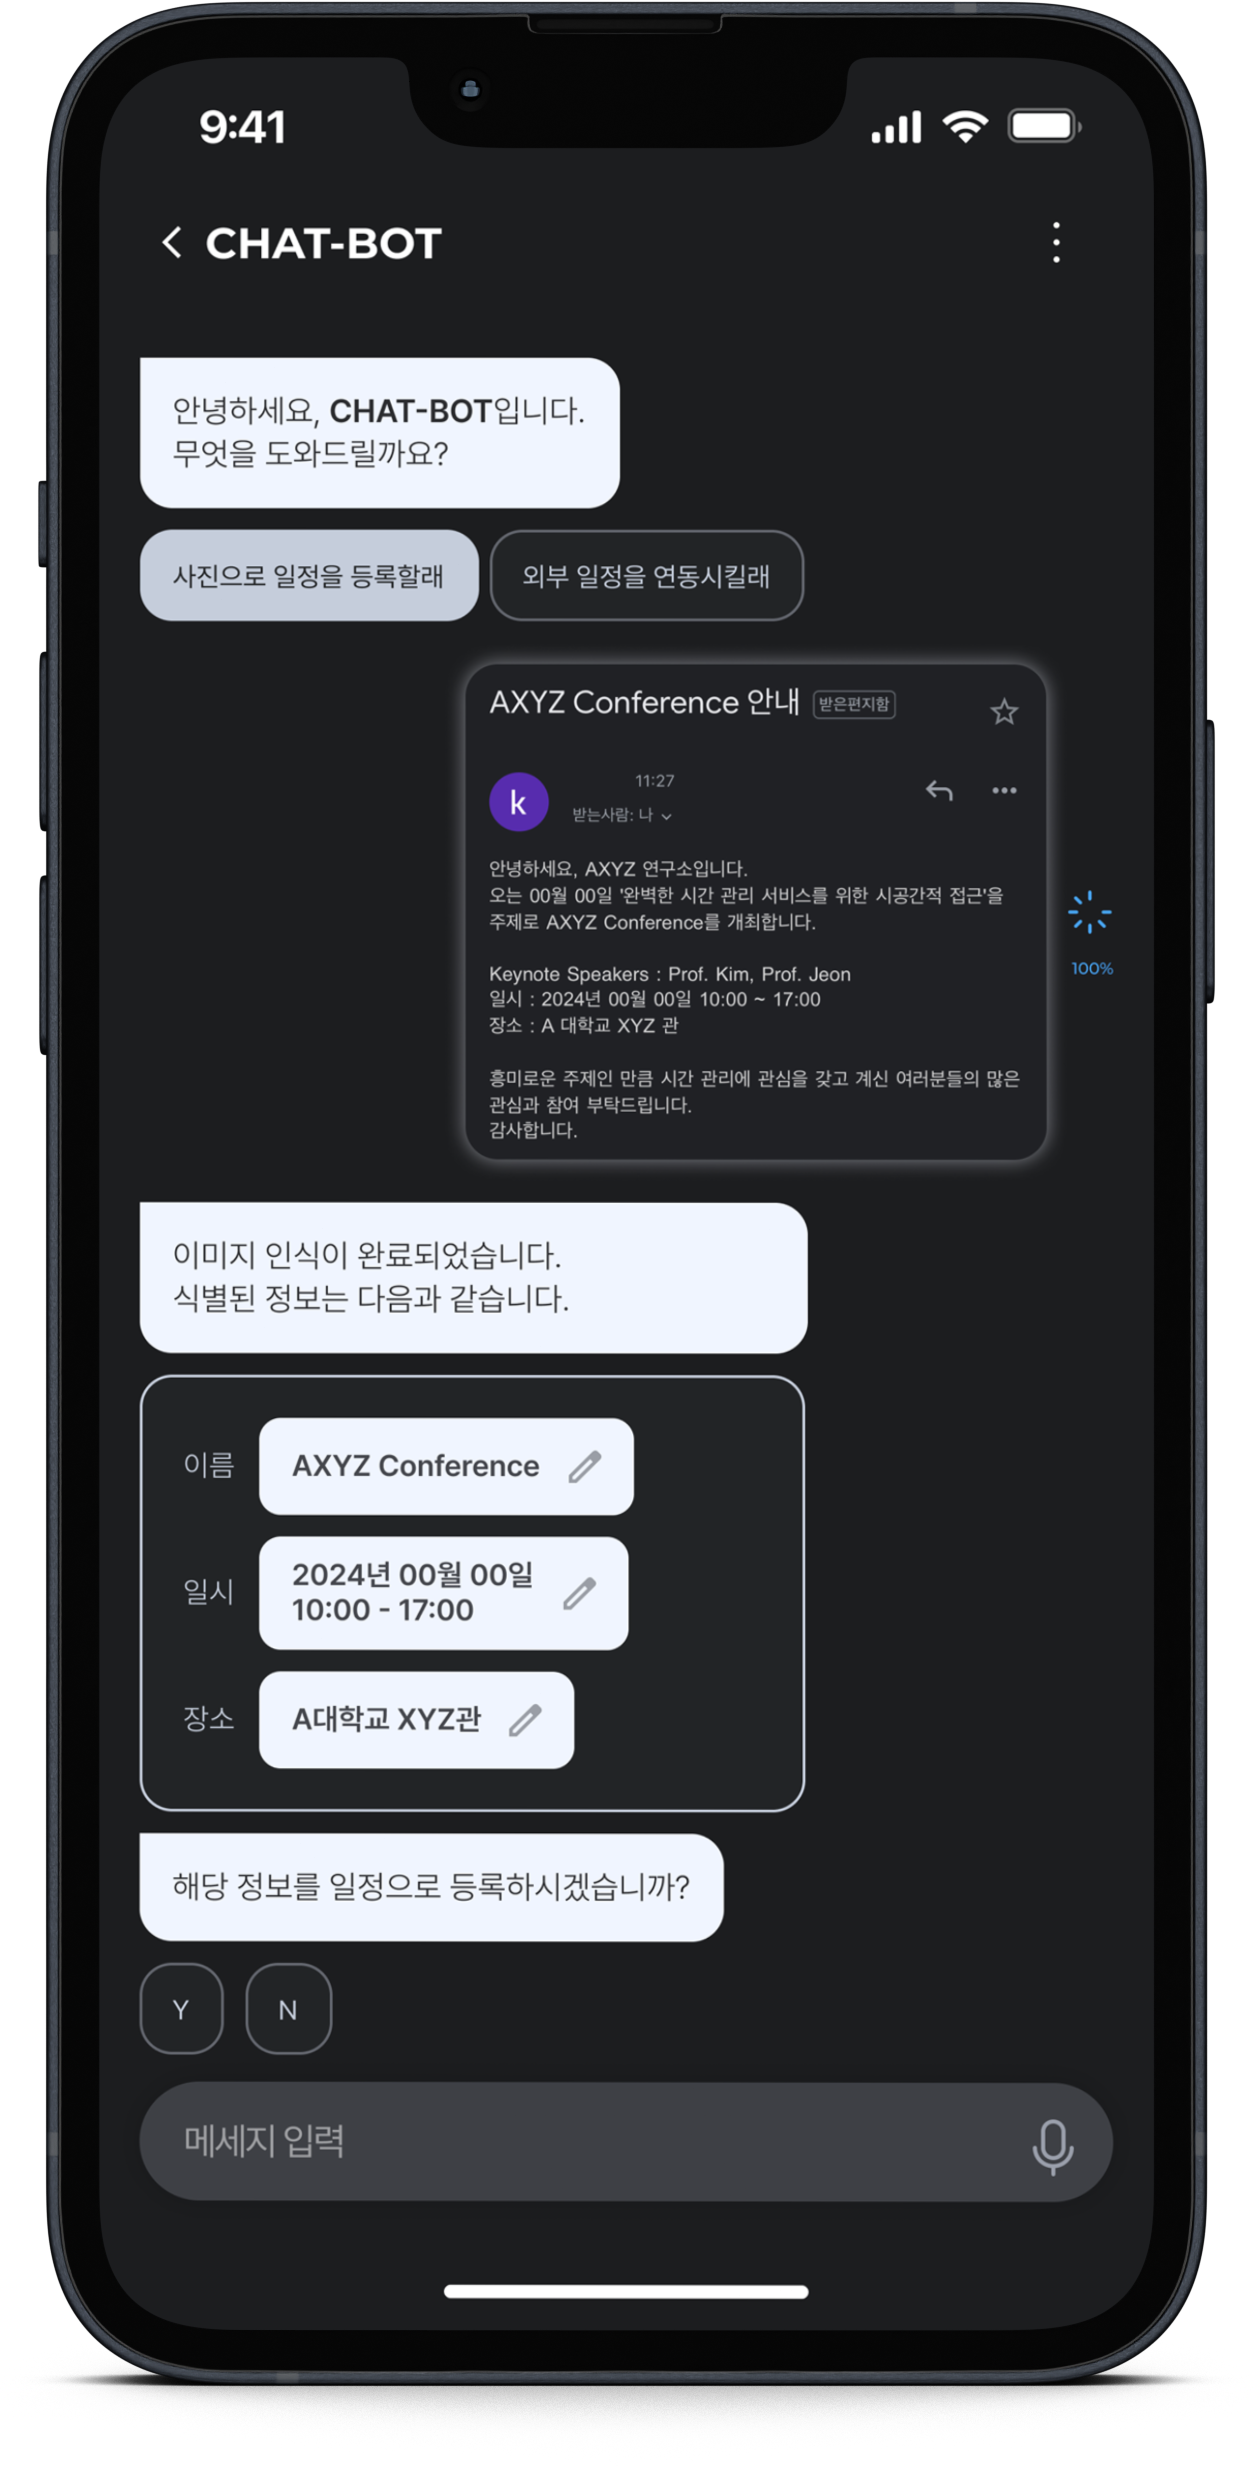 9:41
CHAT-BOT
안녕하세요, CHAT-BOT입니다.
무엇을 도와드릴까요?
사진으로 일정을 등록할래
외부 일정을 연동시킬래
AXYZ Conference 안내 받은편지함
k
11:27
받는사람: 나
안녕하세요, AXYZ 연구소입니다.
오는 00월 00일 '완벽한 시간 관리 서비스를 위한 시공간적 접근'을
주제로 AXYZ Conference를 개최합니다.
Keynote Speakers : Prof. Kim, Prof. Jeon
일시 : 2024년 00월 00일 10:00 ~ 17:00
장소 : A 대학교 XYZ 관
흥미로운 주제인 만큼 시간 관리에 관심을 갖고 계신 여러분들의 많은
관심과 참여 부탁드립니다.
감사합니다.
100%
이미지 인식이 완료되었습니다.
식별된 정보는 다음과 같습니다.
이름
AXYZ Conference
일시
2024년 00월 00일
10:00 - 17:00
장소
A대학교 XYZ관
해당 정보를 일정으로 등록하시겠습니까?
Y
N
메세지 입력